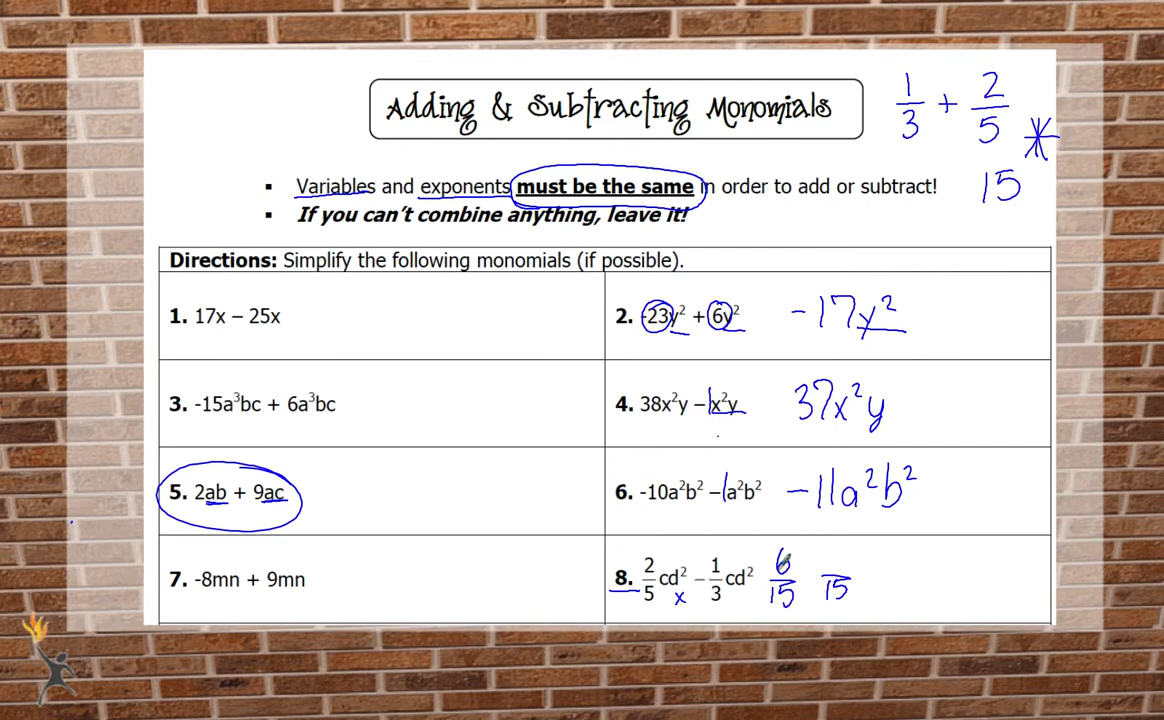 Adding & Subtracting Monomials
1/3 + 2/5 *
15
▪ Variables and exponents must be the same in order to add or subtract!
▪ If you can't combine anything, leave it!
Directions: Simplify the following monomials (if possible).
1. 17x – 25x
2. -23y² + 6y² -17y²
3. -15a³bc + 6a³bc
4. 38x²y – 1x²y 37x²y
5. 2ab + 9ac
6. -10a²b² – 1a²b² -11a²b²
7. -8mn + 9mn
8. 2/5 cd² – 1/3 cd² 6/15 /15
x